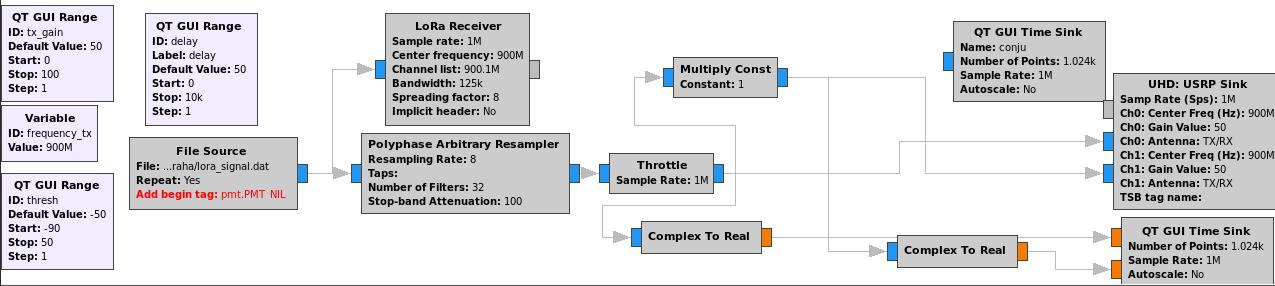 QT GUI Range
ID: tx_gain
Default Value: 50
Start: 0
Stop: 100
Step: 1
Variable
ID: frequency_tx
Value: 900M
QT GUI Range
ID: thresh
Default Value: -50
Start: -90
Stop: 50
Step: 1
QT GUI Range
ID: delay
Label: delay
Default Value: 50
Start: 0
Stop: 10k
Step: 1
File Source
File: ...raha/lora_signal.dat
Repeat: Yes
Add begin tag: pmt.PMT_NIL
LoRa Receiver
Sample rate: 1M
Center frequency: 900M
Channel list: 900.1M
Bandwidth: 125k
Spreading factor: 8
Implicit header: No
Polyphase Arbitrary Resampler
Resampling Rate: 8
Taps:
Number of Filters: 32
Stop-band Attenuation: 100
Throttle
Sample Rate: 1M
Multiply Const
Constant: 1
Complex To Real
Complex To Real
QT GUI Time Sink
Name: conju
Number of Points: 1.024k
Sample Rate: 1M
Autoscale: No
UHD: USRP Sink
Samp Rate (Sps): 1M
Ch0: Center Freq (Hz): 900M
Ch0: Gain Value: 50
Ch0: Antenna: TX/RX
Ch1: Center Freq (Hz): 900M
Ch1: Gain Value: 50
Ch1: Antenna: TX/RX
TSB tag name:
QT GUI Time Sink
Number of Points: 1.024k
Sample Rate: 1M
Autoscale: No